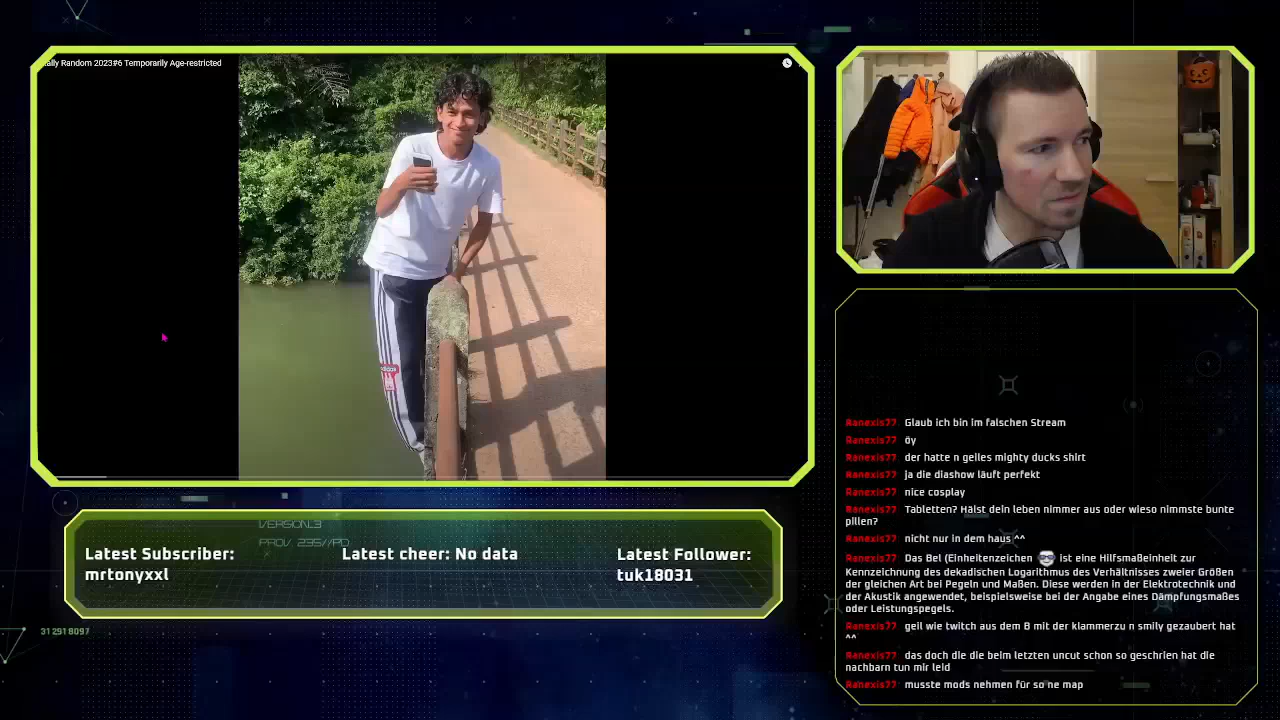 ally Random 2023#6 Temporarily Age-restricted
adidas
Ranexis77 Glaub ich bin im falschen Stream
Ranexis77 öy
Ranexis77 der hatte n gelles mighty ducks shirt
Ranexis77 ja die diashow läuft perfekt
Ranexis77 nice cosplay
Ranexis77 Tabletten? Hälst dein leben nimmer aus oder wieso nimmste bunte
pillen?
Ranexis77 nicht nur in dem haus ^^
Ranexis77 Das Bel (Einheitenzeichen ist eine Hilfsmaßeinheit zur
Kennzeichnung des dekadischen Logarithmus des Verhältnisses zweier Größen
der gleichen Art bei Pegeln und Maßen. Diese werden in der Elektrotechnik und
der Akustik angewendet, beispielsweise bei der Angabe eines Dämpfungsmaßes
oder Leistungspegels.
Ranexis77 geil wie twitch aus dem B mit der klammerzu n smily gezaubert hat
^^
Ranexis77 das doch die die beim letzten uncut schon so geschrien hat die
nachbarn tun mir leid
Ranexis77 musste mods nehmen für so ne map
VERSION_3
PROV. 235//PD
Latest Subscriber:
mrtonyxxl
Latest cheer: No data
Latest Follower:
tuk18031
312918097